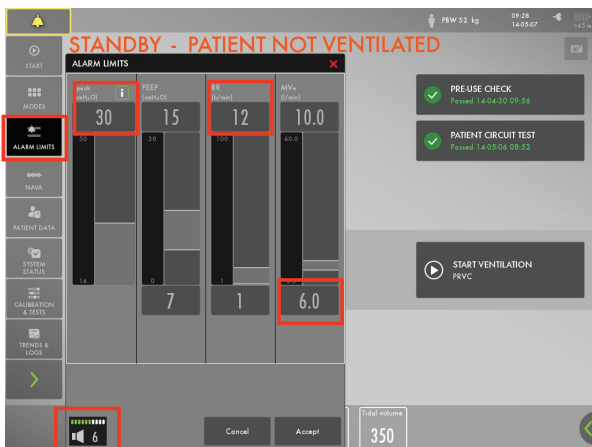 PBW 52 kg
09:28
14-05-07
STANDBY - PATIENT NOT VENTILATED
START
MODES
ALARM LIMITS
NAVA
PATIENT DATA
SYSTEM
STATUS
CALIBRATION
& TESTS
TRENDS &
LOGS
ALARM LIMITS
peak
(cmH₂O)
i
30
50
16
PEEP
(cmH₂O)
15
30
0
7
RR
(b/min)
12
100
1
1
MVe
(l/min)
10.0
60.0
6.0
6
Cancel
Accept
PRE-USE CHECK
Passed 14-04-30 09:56
PATIENT CIRCUIT TEST
Passed 14-05-06 08:52
START VENTILATION
PRVC
Tidal volume
350